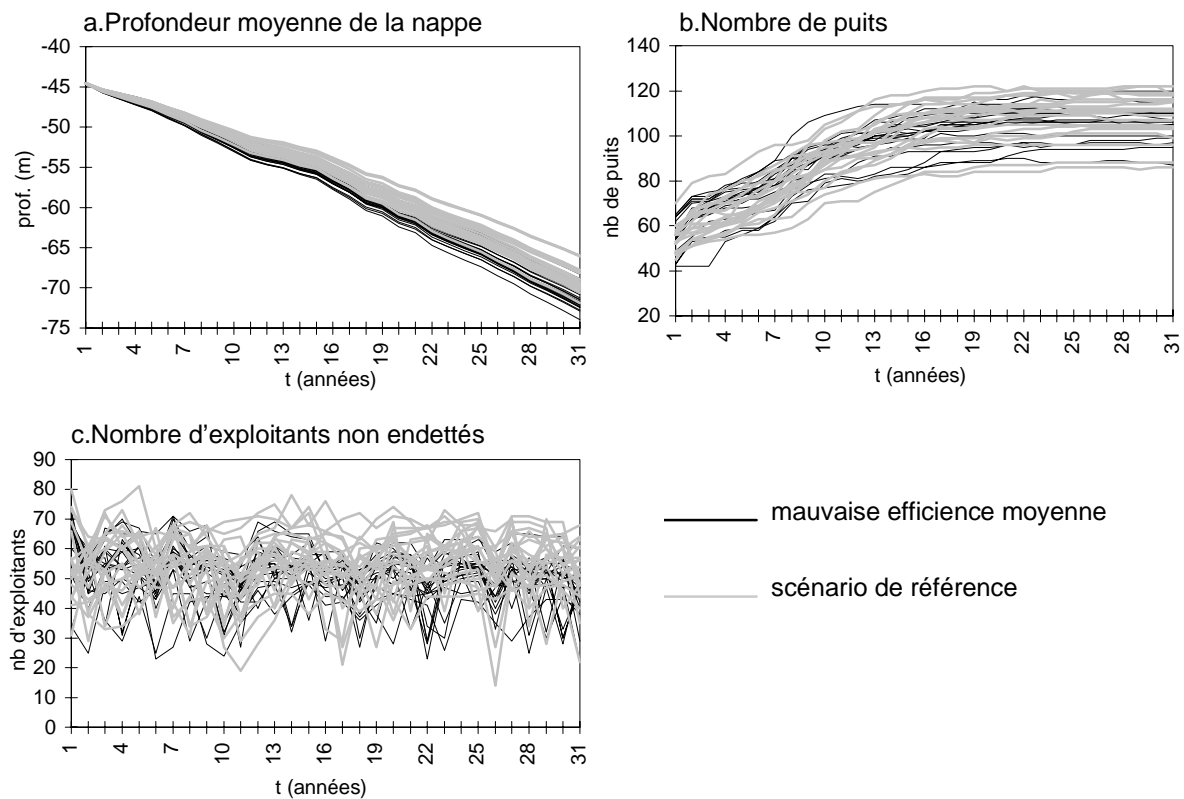 a.Profondeur moyenne de la nappe
-40
-45
-50
-55
-60
-65
-70
-75
prof. (m)
1 7 10 13 16 19 22 25 28 31
t (années)
b.Nombre de puits
140
120
100
80
60
40
20
nb de puits
1 4 7 10 13 16 19 22 25 28 31
t (années)
c.Nombre d'exploitants non endettés
90
80
70
60
50
40
30
20
10
0
nb d'exploitants
1 4 7 10 13 16 19 22 25 28 31
t (années)
mauvaise efficience moyenne
scénario de référence